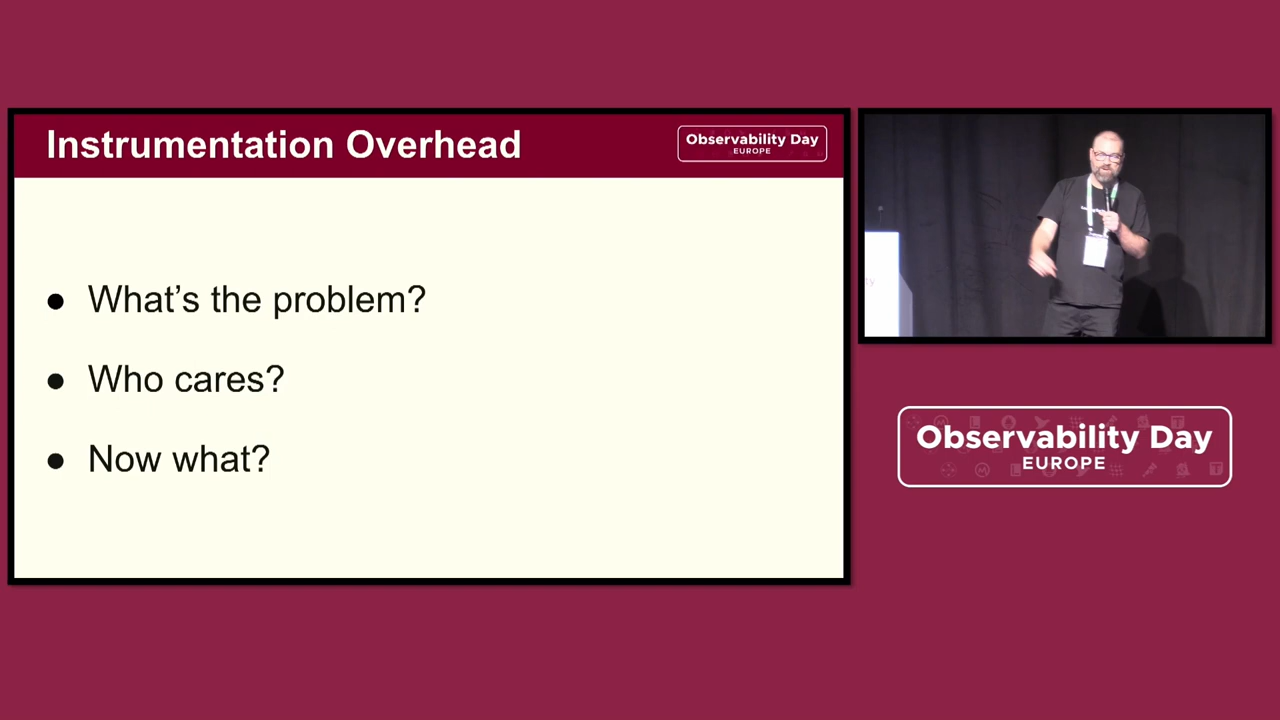 Instrumentation Overhead
Observability Day
EUROPE
● What's the problem?
● Who cares?
● Now what?
Observability Day
EUROPE